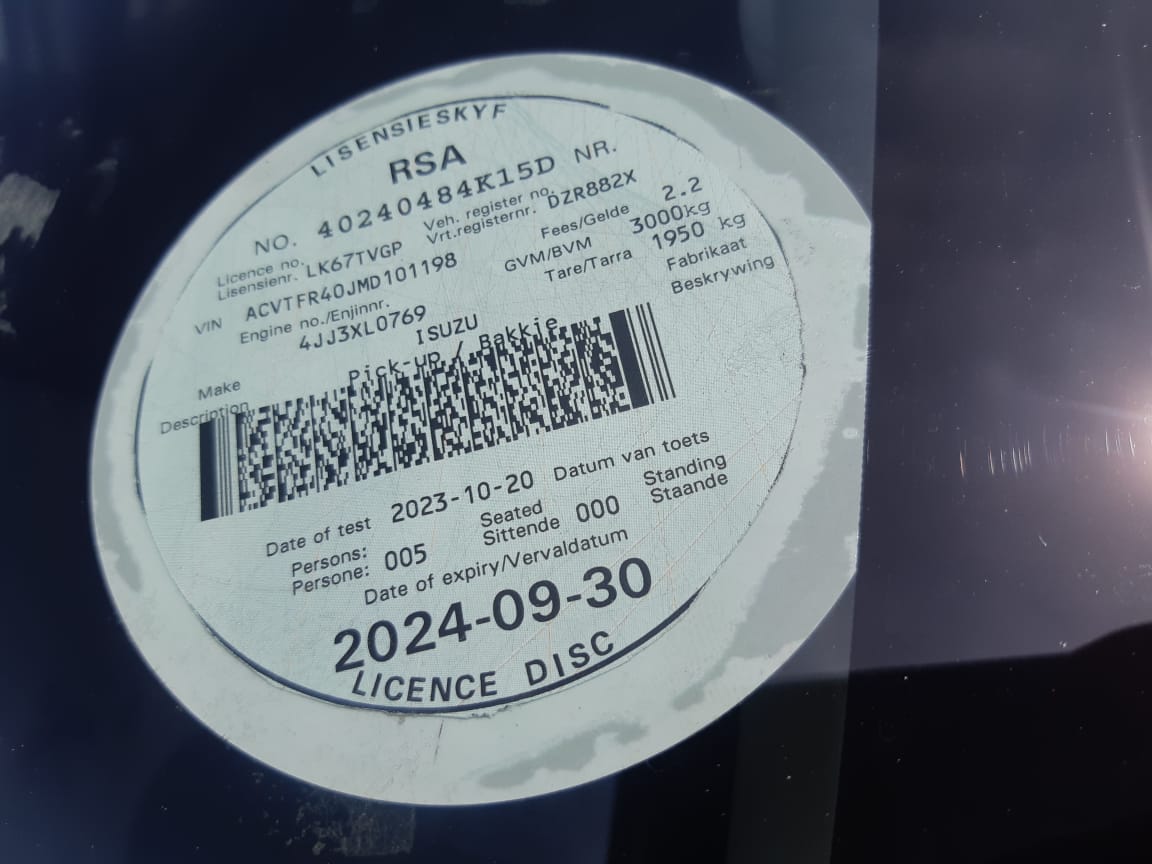 LISENSIESKYF
RSA
NO. 40240484K15D NR.
Licence no. Lisensienr. LK67TVGP Veh. register no. Vrt.registernr. DZR882X
VIN ACVTFR40JMD101198 Fees/Gelde 2.2
Engine no./Enjinnr. GVM/BVM 3000kg
4JJ3XL0769 Tare/Tarra 1950 kg
Make ISUZU Fabrikaat
Description Pick-up / Bakkie Beskrywing
Date of test 2023-10-20 Datum van toets
Persons: Persone: 005 Seated Sittende 000 Standing Staande
Date of expiry/Vervaldatum
2024-09-30
LICENCE DISC